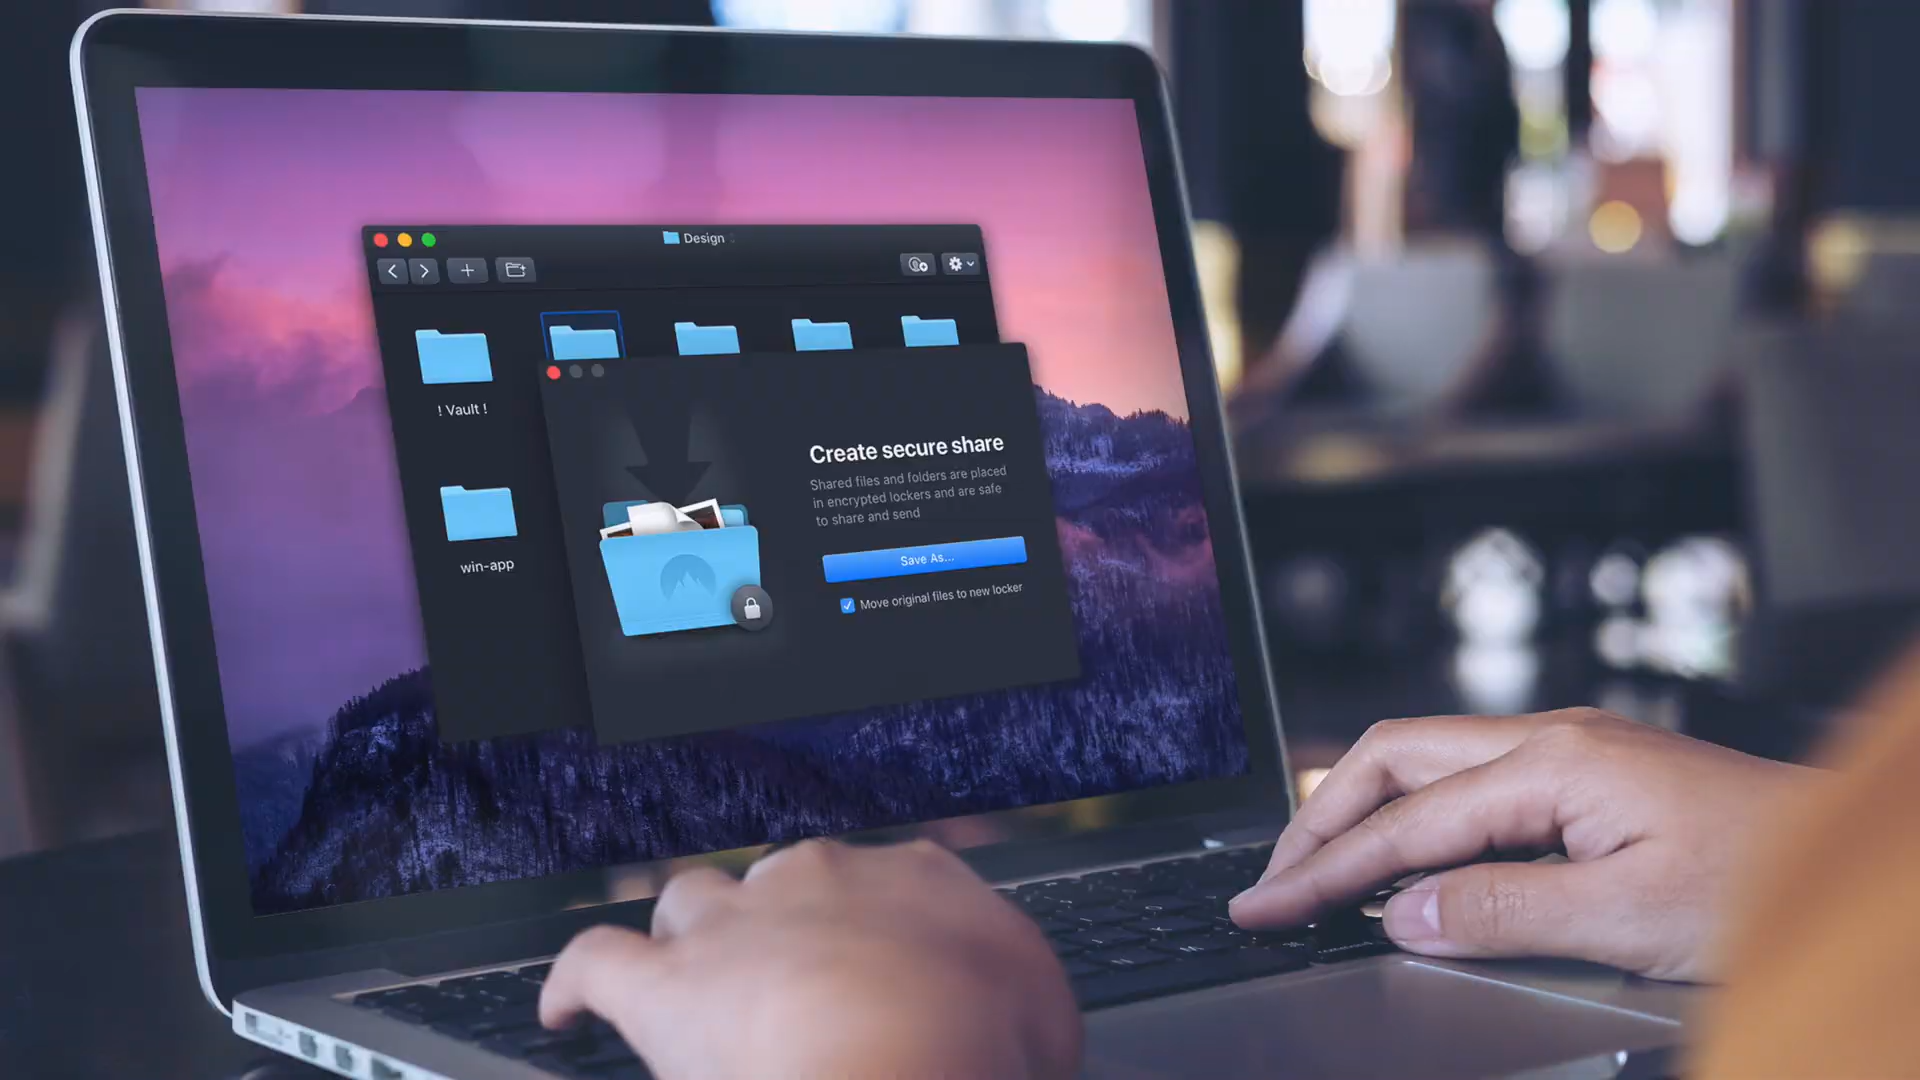 Design
! Vault !
Create secure share
Shared files and folders are placed
in encrypted lockers and are safe
to share and send
Save As...
win-app
Move original files to new locker